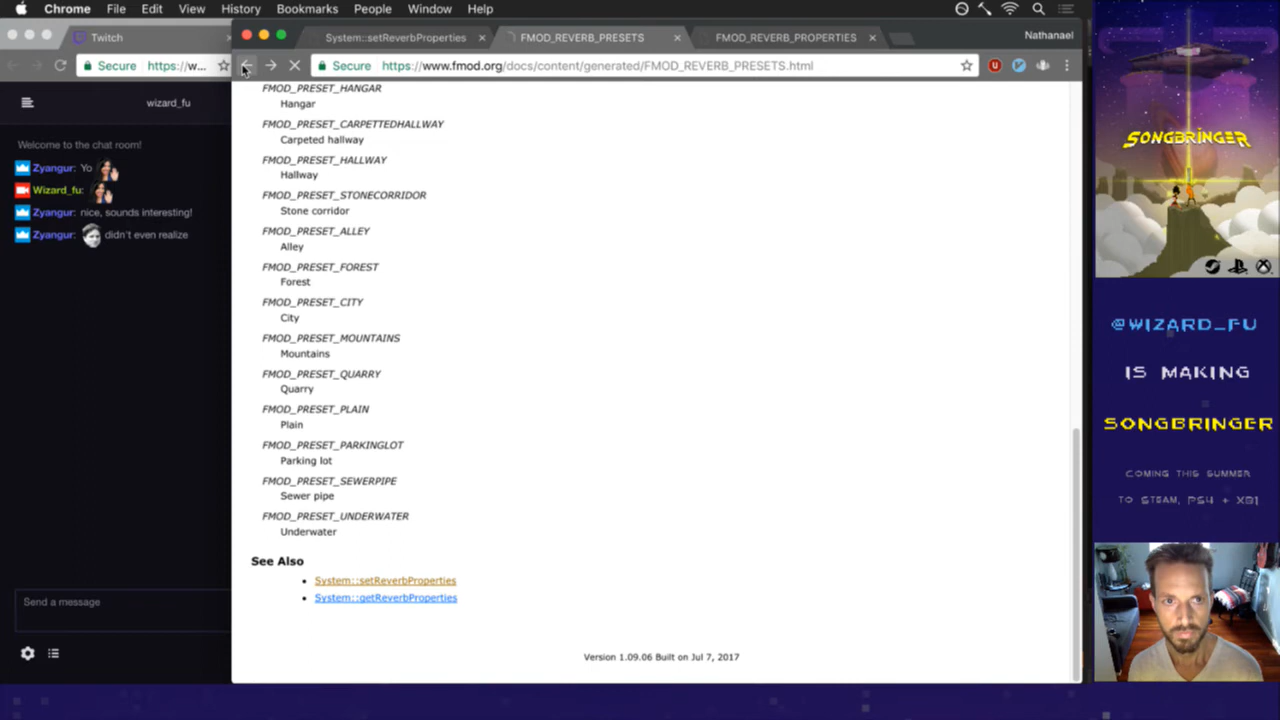 Chrome File Edit View History Bookmarks People Window Help
Twitch
System::setReverbProperties
FMOD_REVERB_PRESETS
FMOD_REVERB_PROPERTIES
Nathanael
Secure https://w...
Secure https://www.fmod.org/docs/content/generated/FMOD_REVERB_PRESETS.html
wizard_fu
Welcome to the chat room!
Zyangur: Yo
Wizard_fu:
Zyangur: nice, sounds interesting!
Zyangur: didn't even realize
Send a message
FMOD_PRESET_HANGAR
Hangar
FMOD_PRESET_CARPETTEDHALLWAY
Carpeted hallway
FMOD_PRESET_HALLWAY
Hallway
FMOD_PRESET_STONECORRIDOR
Stone corridor
FMOD_PRESET_ALLEY
Alley
FMOD_PRESET_FOREST
Forest
FMOD_PRESET_CITY
City
FMOD_PRESET_MOUNTAINS
Mountains
FMOD_PRESET_QUARRY
Quarry
FMOD_PRESET_PLAIN
Plain
FMOD_PRESET_PARKINGLOT
Parking lot
FMOD_PRESET_SEWERPIPE
Sewer pipe
FMOD_PRESET_UNDERWATER
Underwater
See Also
System::setReverbProperties
System::getReverbProperties
Version 1.09.06 Built on Jul 7, 2017
SONGBRINGER
@WIZARD_FU
IS MAKING
SONGBRINGER
COMING THIS SUMMER
TO STEAM, PS4 + XB1